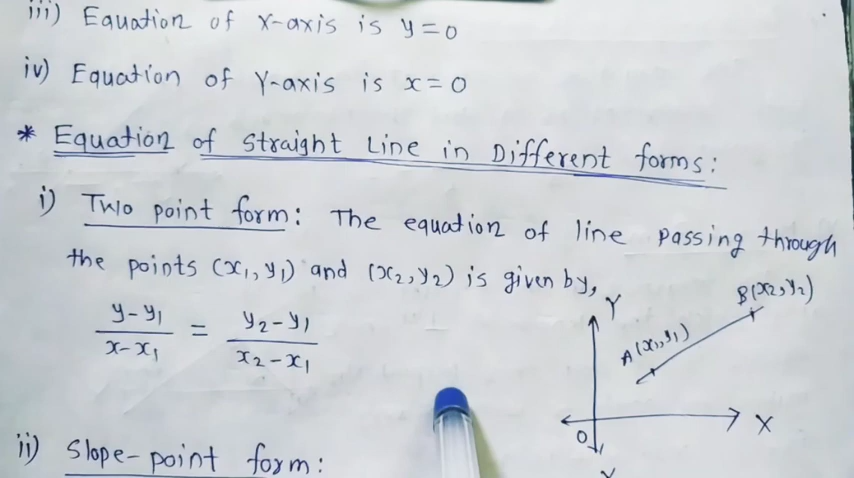 iii) Equation of x-axis is y=0
iv) Equation of Y-axis is x=0
* Equation of Straight Line in Different forms:
i) Two point form: The equation of line passing through
the points (x₁, y₁) and (x₂, y₂) is given by,
y-y₁ / x-x₁ = y₂-y₁ / x₂-x₁
Y
B(x₂, y₂)
A(x₁, y₁)
X
O
Y
ii) Slope-point form: